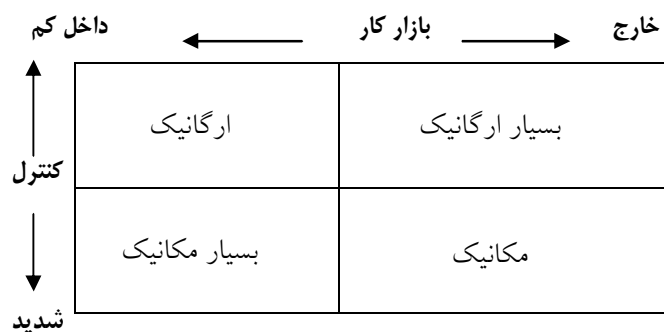 خارج بازار کار داخل کم
بسیار ارگانیک ارگانیک
کنترل
مکانیک بسیار مکانیک
شدید